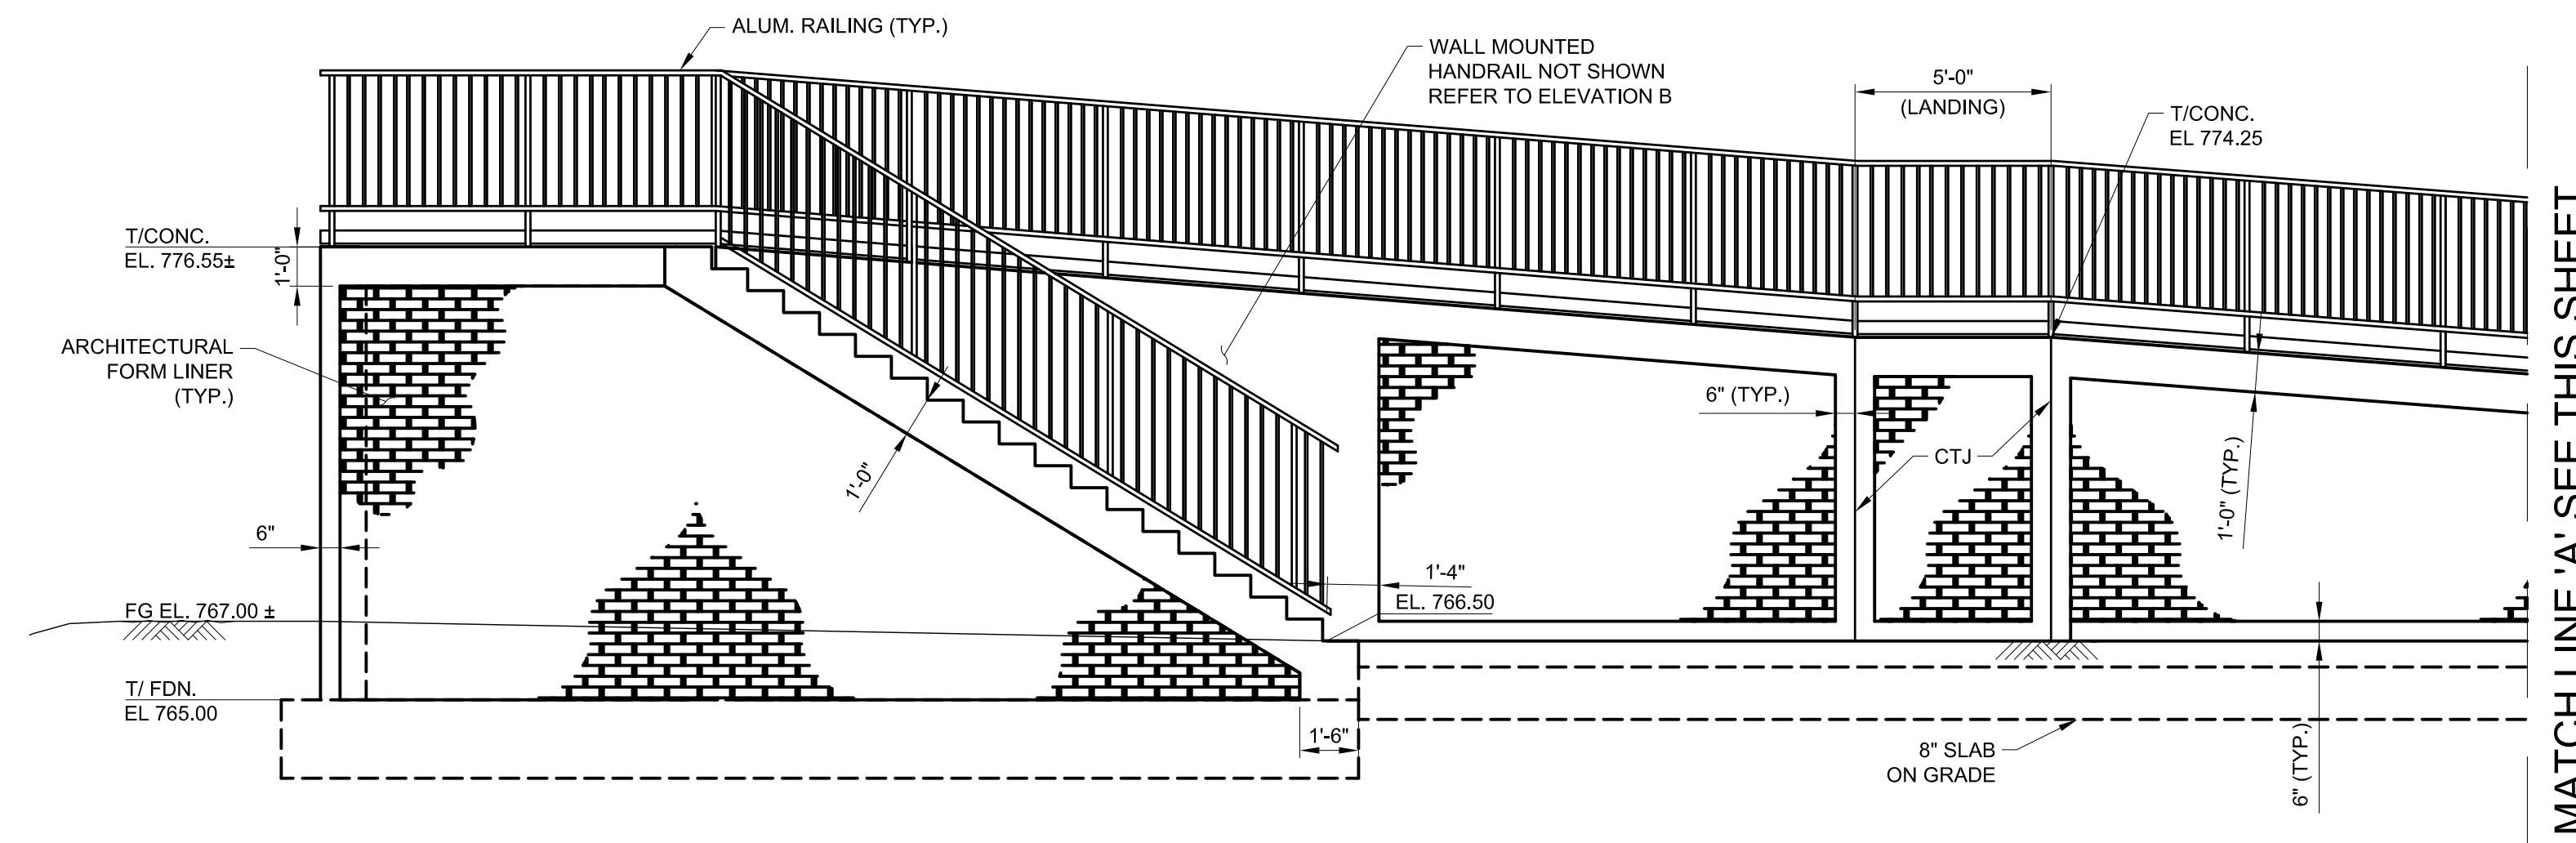 ALUM. RAILING (TYP.)
WALL MOUNTED
HANDRAIL NOT SHOWN
REFER TO ELEVATION B
5'-0"
(LANDING)
T/CONC.
EL 774.25
T/CONC.
EL. 776.55±
1'-0"
ARCHITECTURAL
FORM LINER
(TYP.)
6" (TYP.)
CTJ
1'-0"
1'-0" (TYP.)
6"
1'-4"
EL. 766.50
FG EL. 767.00 ±
T/ FDN.
EL 765.00
1'-6"
8" SLAB
ON GRADE
6" (TYP.)
MATCH LINE 'A' SEE THIS SHEET